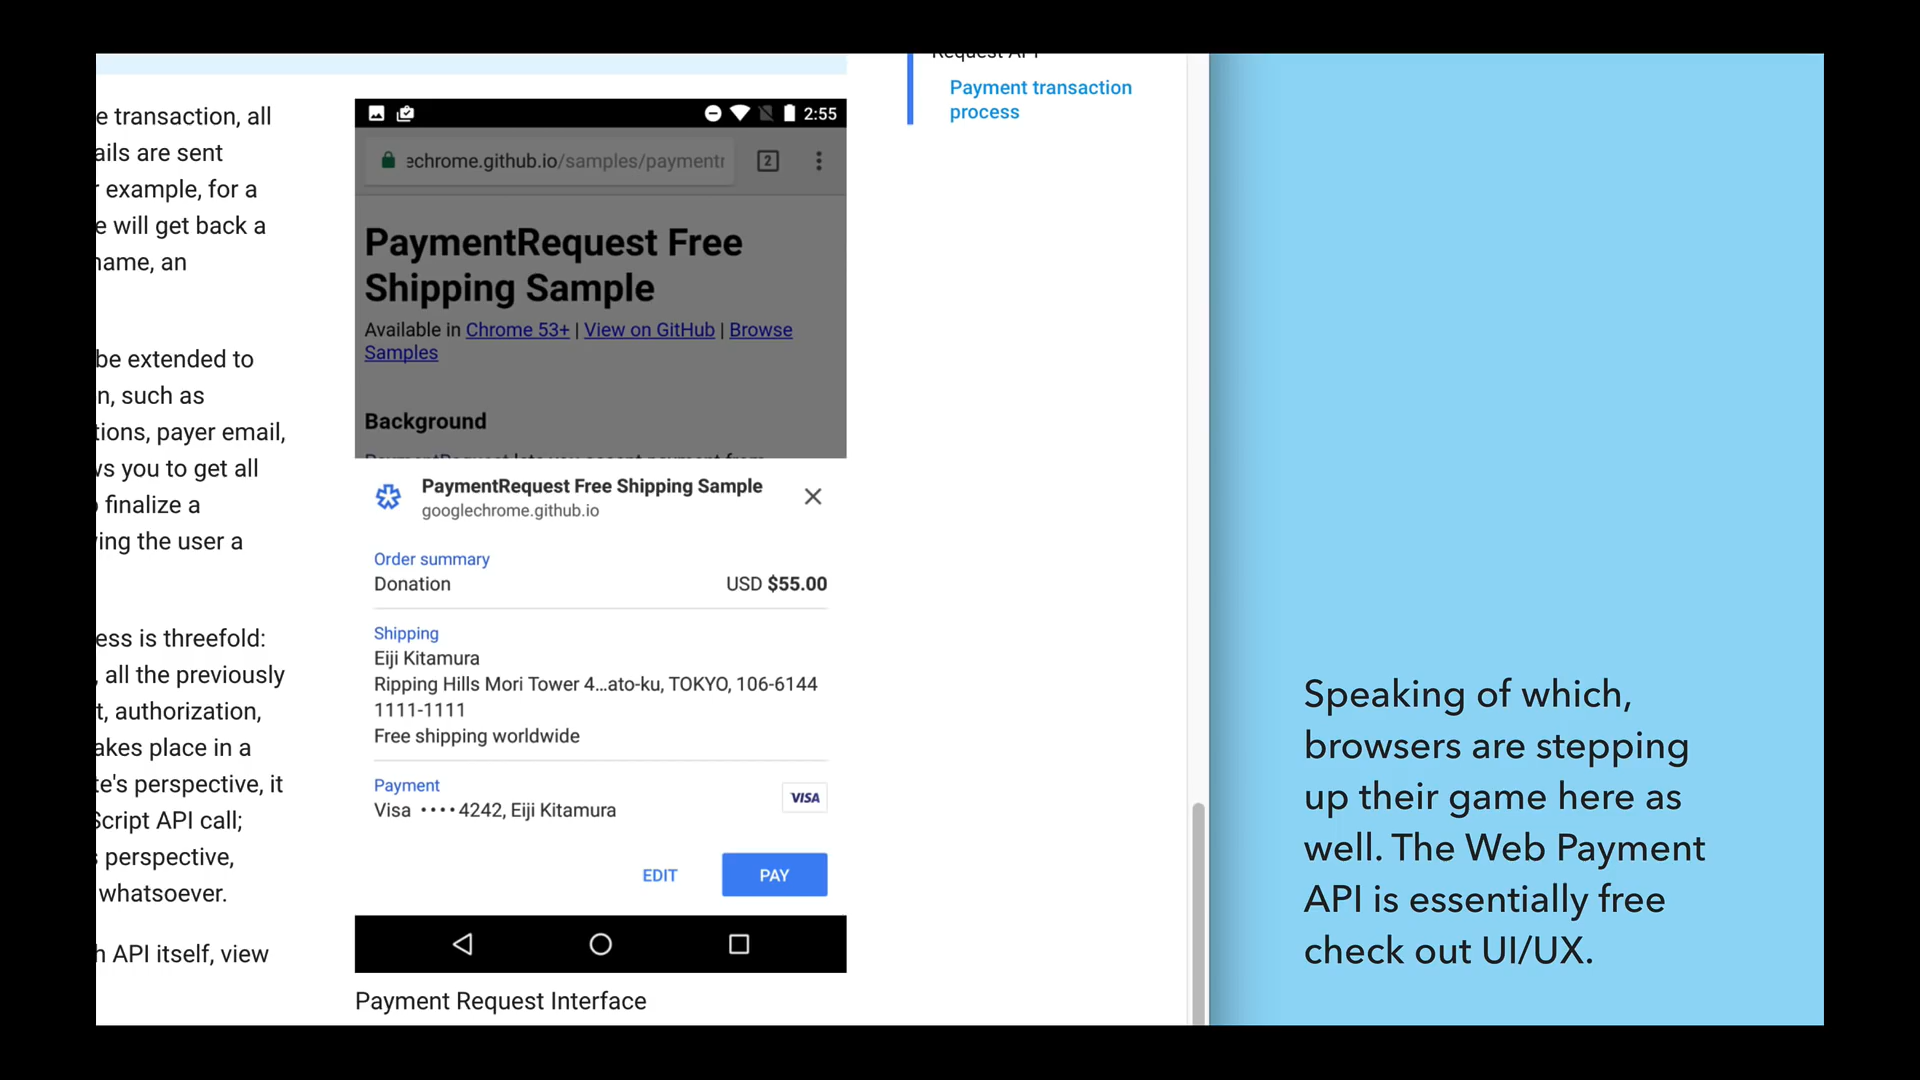 e transaction, all
ails are sent
example, for a
e will get back a
name, an
be extended to
n, such as
tions, payer email,
ws you to get all
finalize a
ing the user a
ess is threefold:
, all the previously
t, authorization,
akes place in a
te's perspective, it
Script API call;
perspective,
whatsoever.
h API itself, view
2:55
echrome.github.io/samples/paymentr
2
PaymentRequest Free
Shipping Sample
Available in Chrome 53+ | View on GitHub | Browse
Samples
Background
PaymentRequest Free Shipping Sample
googlechrome.github.io
Order summary
Donation USD $55.00
Shipping
Eiji Kitamura
Ripping Hills Mori Tower 4...ato-ku, TOKYO, 106-6144
1111-1111
Free shipping worldwide
Payment
Visa ••••4242, Eiji Kitamura
VISA
EDIT PAY
Payment Request Interface
Request API
Payment transaction
process
Speaking of which,
browsers are stepping
up their game here as
well. The Web Payment
API is essentially free
check out UI/UX.